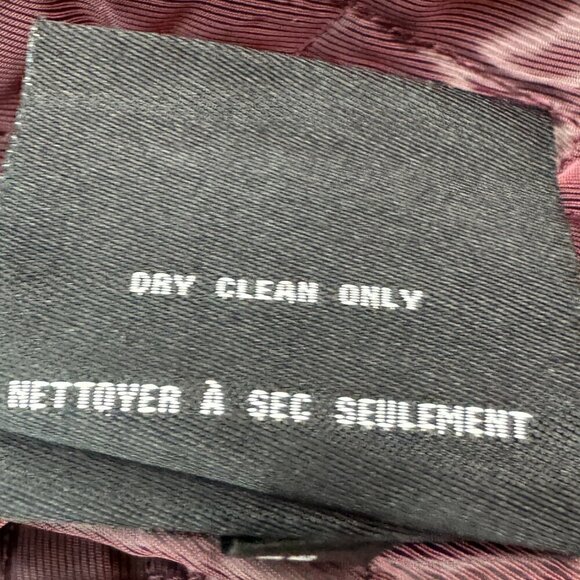 DRY CLEAN ONLY
NETTOYER À SEC SEULEMENT